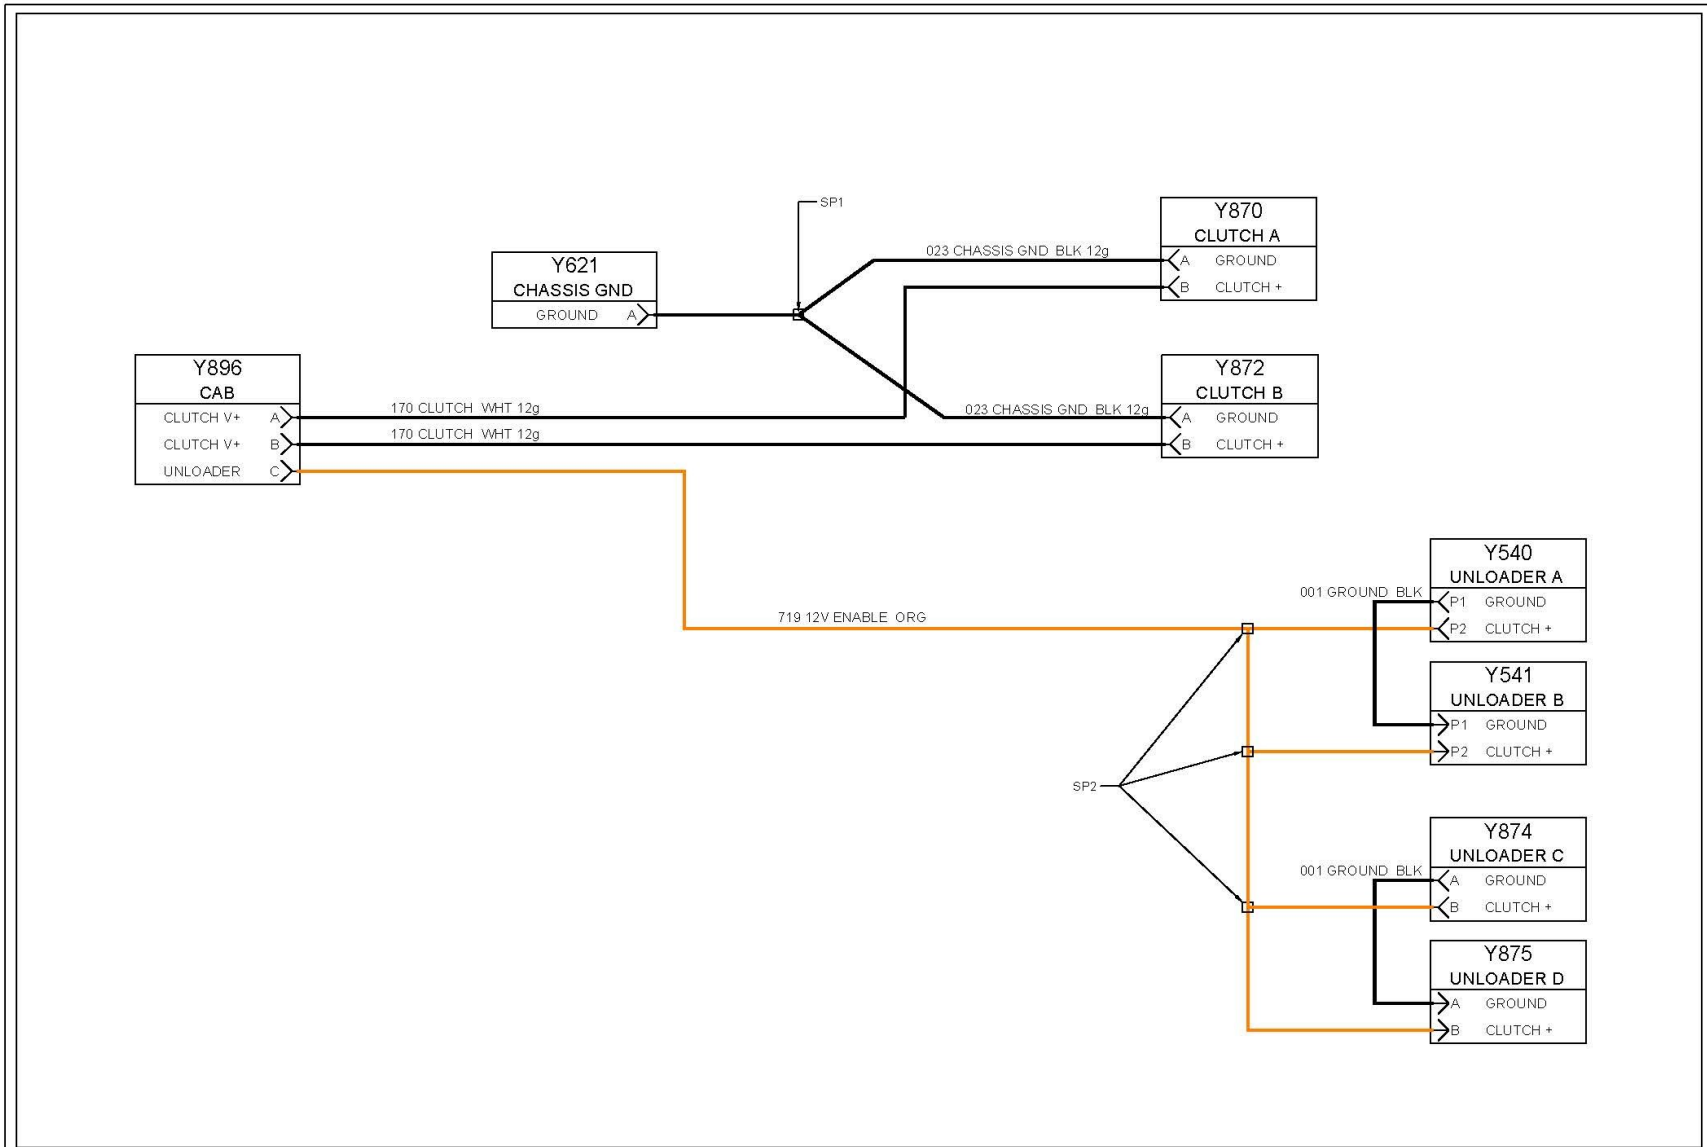 SP1
Y870
CLUTCH A
023 CHASSIS GND BLK 12g
A GROUND
B CLUTCH +
Y621
CHASSIS GND
GROUND A
Y896
CAB
CLUTCH V+ A
CLUTCH V+ B
UNLOADER C
170 CLUTCH WHT 12g
170 CLUTCH WHT 12g
Y872
CLUTCH B
023 CHASSIS GND BLK 12g
A GROUND
B CLUTCH +
719 12V ENABLE ORG
Y540
UNLOADER A
001 GROUND BLK
P1 GROUND
P2 CLUTCH +
Y541
UNLOADER B
P1 GROUND
P2 CLUTCH +
SP2
Y874
UNLOADER C
001 GROUND BLK
A GROUND
B CLUTCH +
Y875
UNLOADER D
A GROUND
B CLUTCH +